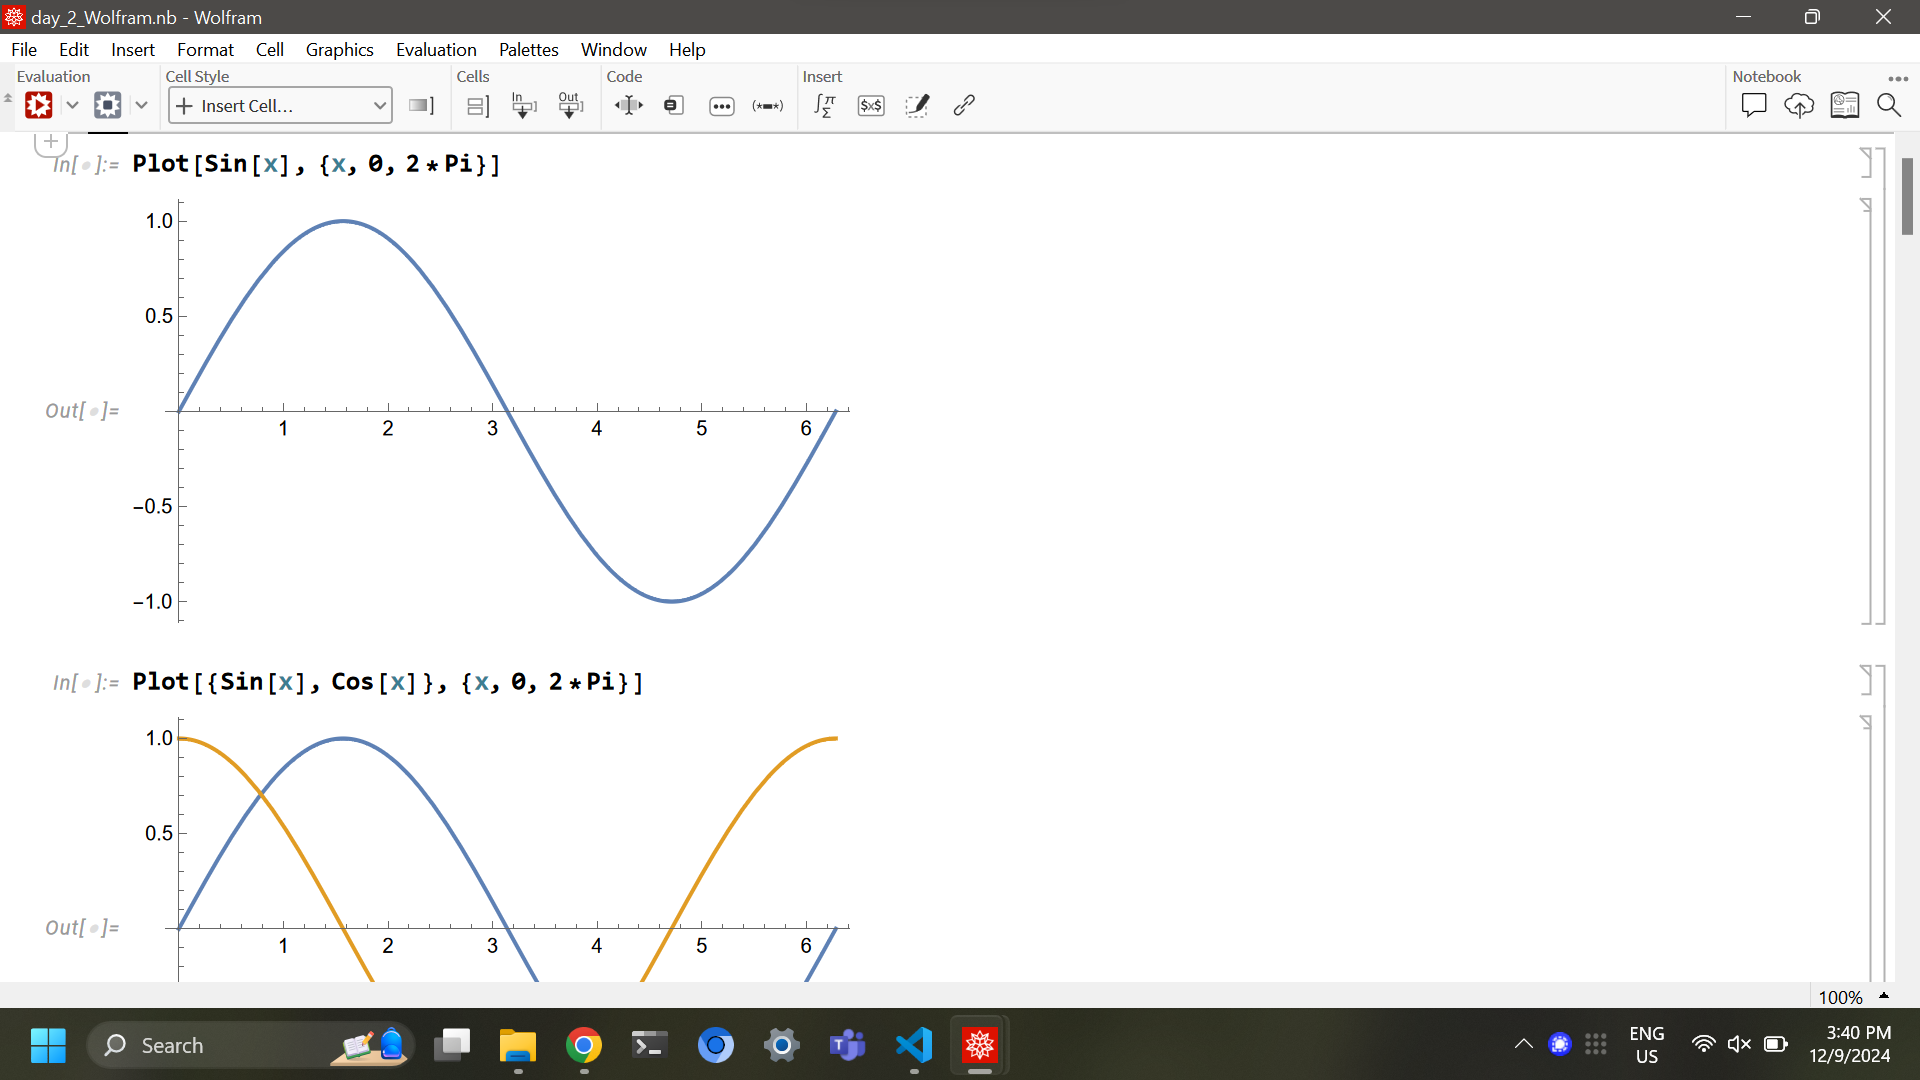 day_2_Wolfram.nb - Wolfram
File Edit Insert Format Cell Graphics Evaluation Palettes Window Help
Evaluation Cell Style Cells Code Insert Notebook
Insert Cell...
In Out (*▪▪*) ∫π Σ $x$
In[•]:= Plot[Sin[x], {x, 0, 2*Pi}]
1.0
0.5
Out[•]=
1 2 3 4 5 6
−0.5
−1.0
In[•]:= Plot[{Sin[x], Cos[x]}, {x, 0, 2*Pi}]
1.0
0.5
Out[•]=
1 2 3 4 5 6
100%
Search
ENG
US
3:40 PM
12/9/2024